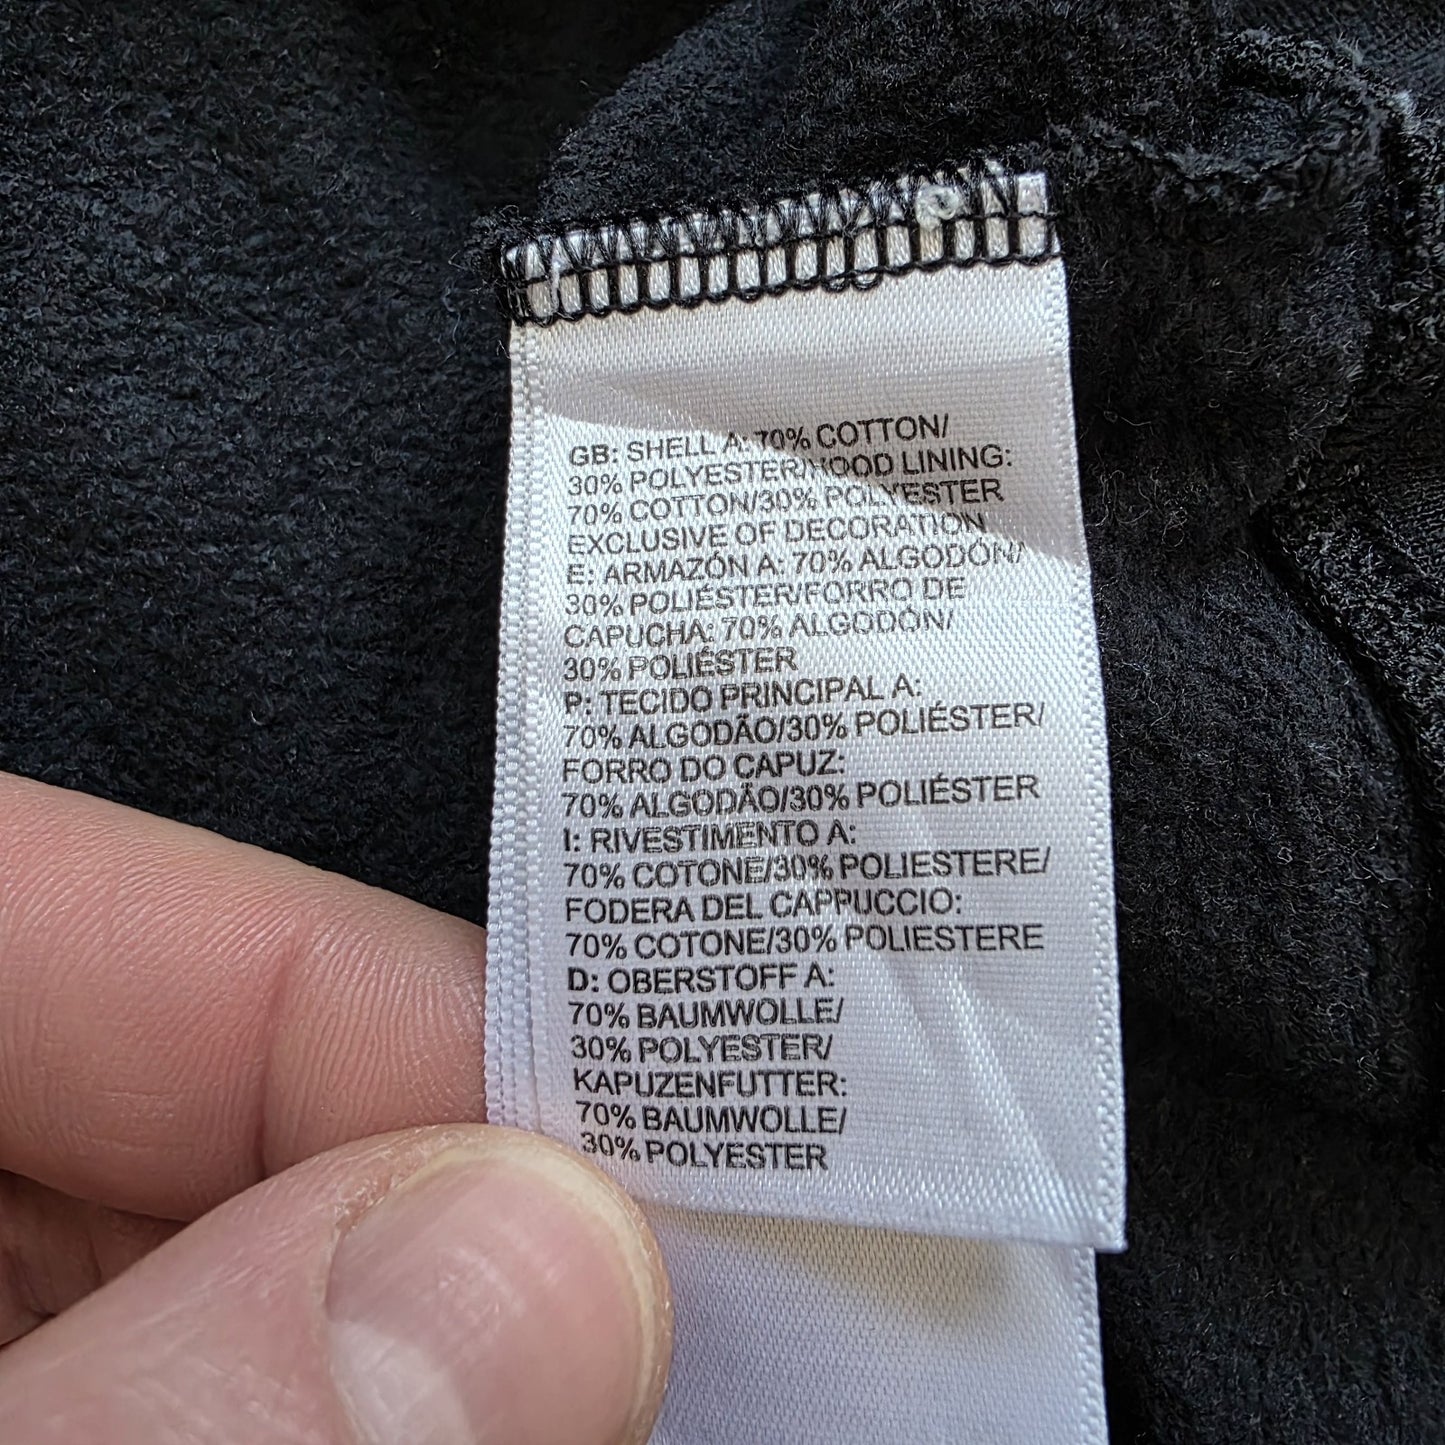 GB: SHELL A: 70% COTTON/
30% POLYESTER/HOOD LINING:
70% COTTON/30% POLYESTER
EXCLUSIVE OF DECORATION
E: ARMAZÓN A: 70% ALGODÓN/
30% POLIÉSTER/FORRO DE
CAPUCHA: 70% ALGODÓN/
30% POLIÉSTER
P: TECIDO PRINCIPAL A:
70% ALGODÃO/30% POLIÉSTER/
FORRO DO CAPUZ:
70% ALGODÃO/30% POLIÉSTER
I: RIVESTIMENTO A:
70% COTONE/30% POLIESTERE/
FODERA DEL CAPPUCCIO:
70% COTONE/30% POLIESTERE
D: OBERSTOFF A:
70% BAUMWOLLE/
30% POLYESTER/
KAPUZENFUTTER:
70% BAUMWOLLE/
30% POLYESTER